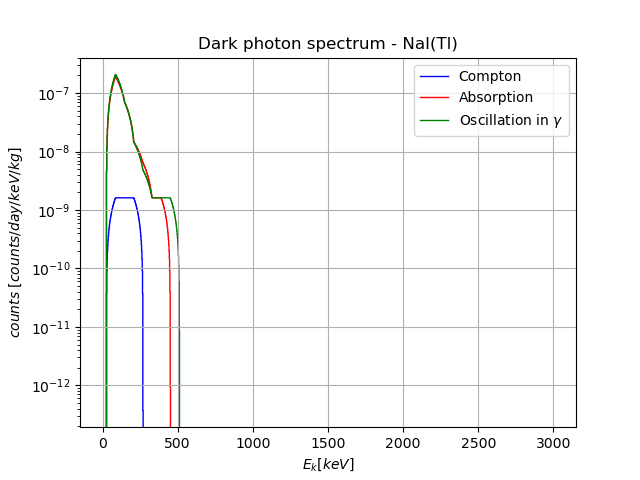 Dark photon spectrum - NaI(Tl)
Compton
Absorption
Oscillation in γ
counts [counts/day/keV/kg]
10⁻⁷
10⁻⁸
10⁻⁹
10⁻¹⁰
10⁻¹¹
10⁻¹²
0 500 1000 1500 2000 2500 3000
Eₖ[keV]